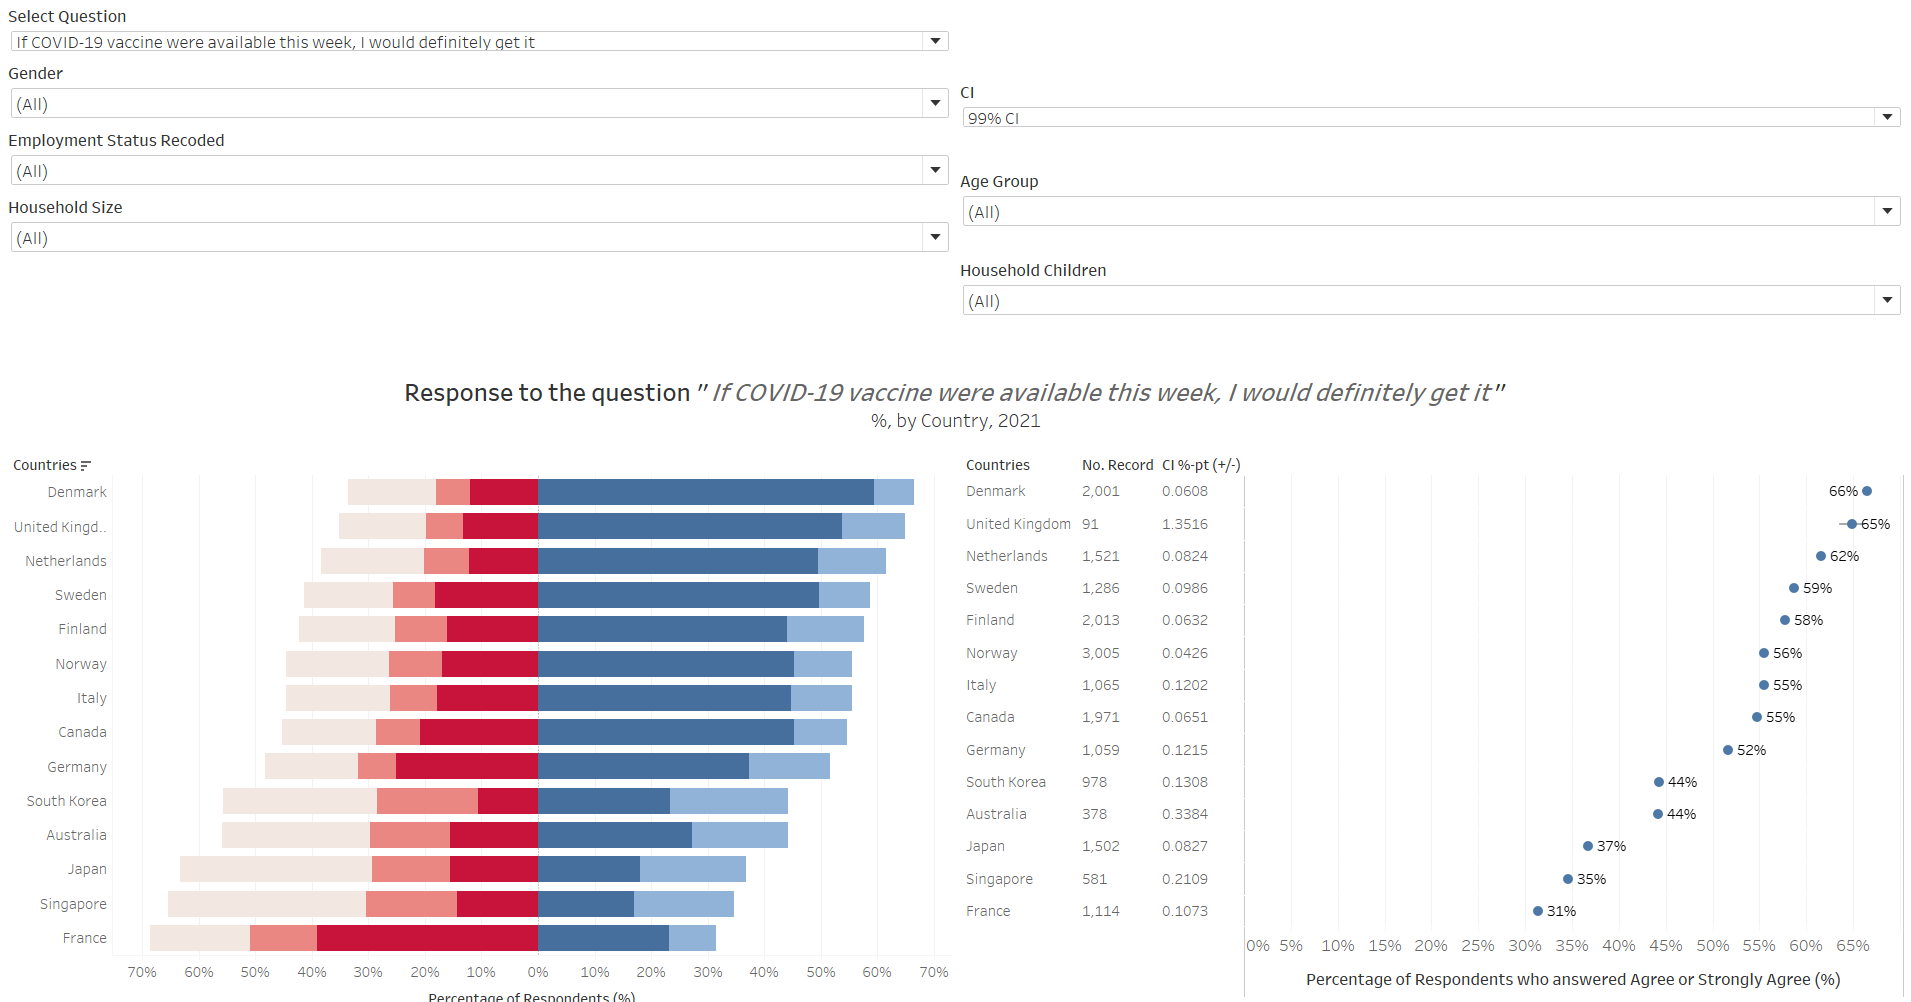 Select Question
If COVID-19 vaccine were available this week, I would definitely get it
Gender
(All)
Employment Status Recoded
(All)
Household Size
(All)
CI
99% CI
Age Group
(All)
Household Children
(All)
Response to the question " If COVID-19 vaccine were available this week, I would definitely get it"
%, by Country, 2021
Countries
Denmark
United Kingd..
Netherlands
Sweden
Finland
Norway
Italy
Canada
Germany
South Korea
Australia
Japan
Singapore
France
70% 60% 50% 40% 30% 20% 10% 0% 10% 20% 30% 40% 50% 60% 70%
Percentage of Respondents (%)
Countries No. Record CI %-pt (+/-)
Denmark 2,001 0.0608 66%
United Kingdom 91 1.3516 65%
Netherlands 1,521 0.0824 62%
Sweden 1,286 0.0986 59%
Finland 2,013 0.0632 58%
Norway 3,005 0.0426 56%
Italy 1,065 0.1202 55%
Canada 1,971 0.0651 55%
Germany 1,059 0.1215 52%
South Korea 978 0.1308 44%
Australia 378 0.3384 44%
Japan 1,502 0.0827 37%
Singapore 581 0.2109 35%
France 1,114 0.1073 31%
0% 5% 10% 15% 20% 25% 30% 35% 40% 45% 50% 55% 60% 65%
Percentage of Respondents who answered Agree or Strongly Agree (%)